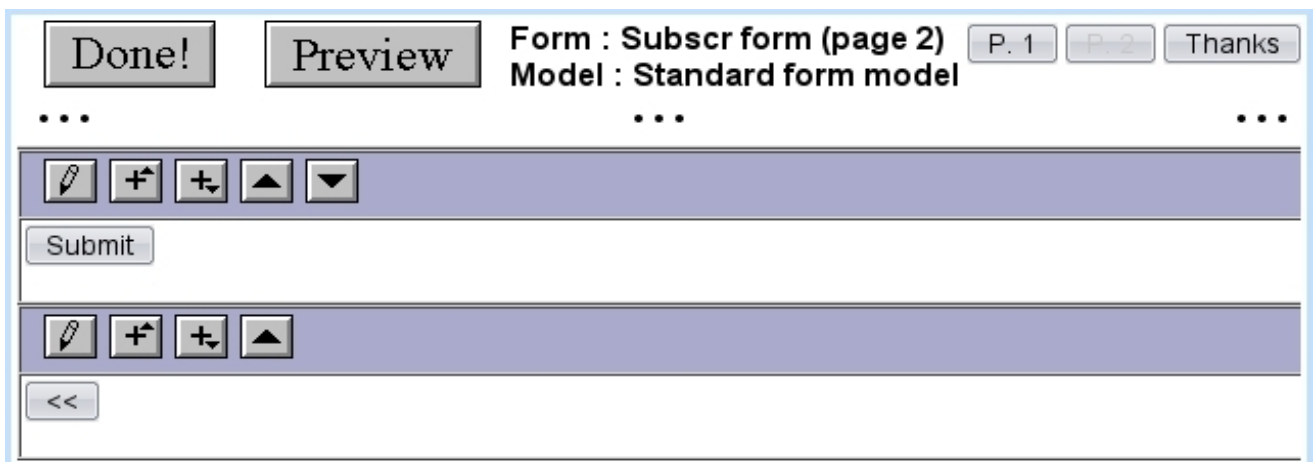 Done! Preview Form : Subscr form (page 2) P. 1 P. 2 Thanks
Model : Standard form model
... ... ...
Submit
<<